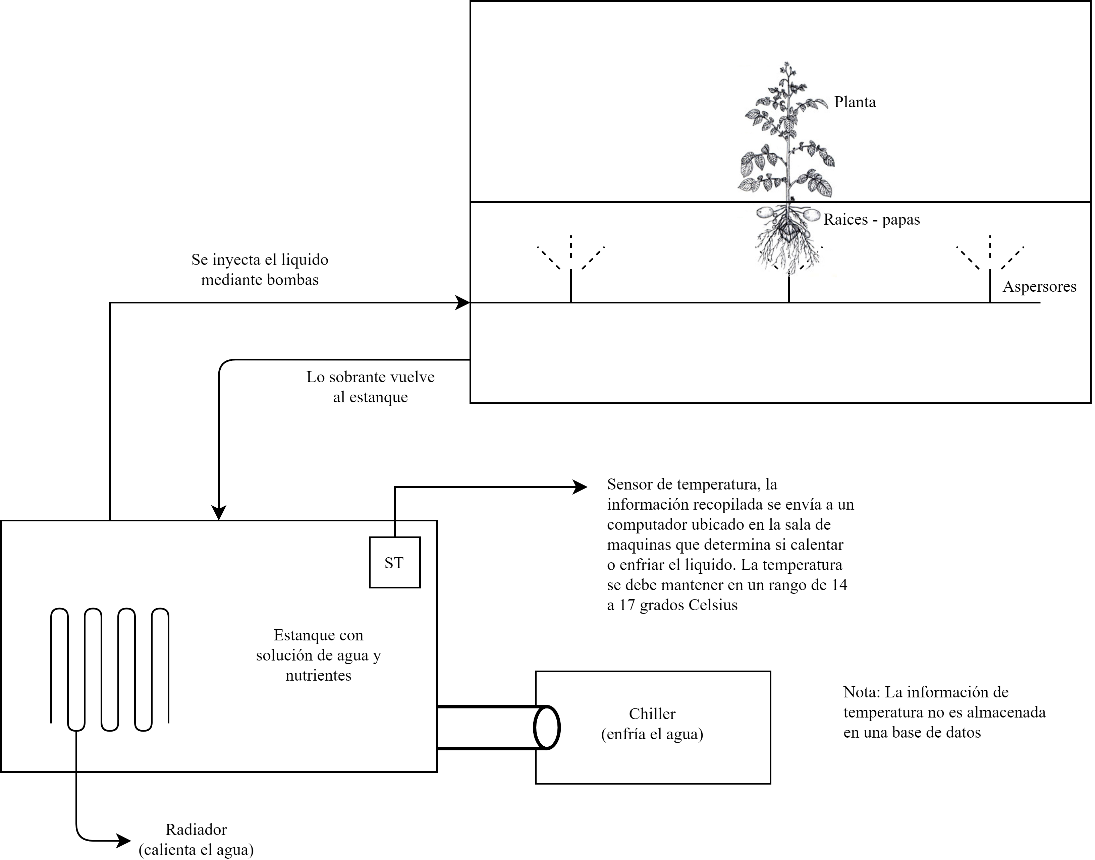 Planta
Raices - papas
Se inyecta el liquido
mediante bombas
Aspersores
Lo sobrante vuelve
al estanque
Sensor de temperatura, la
información recopilada se envía a un
computador ubicado en la sala de
maquinas que determina si calentar
o enfriar el liquido. La temperatura
se debe mantener en un rango de 14
a 17 grados Celsius
ST
Estanque con
solución de agua y
nutrientes
Chiller
(enfría el agua)
Nota: La información de
temperatura no es almacenada
en una base de datos
Radiador
(calienta el agua)